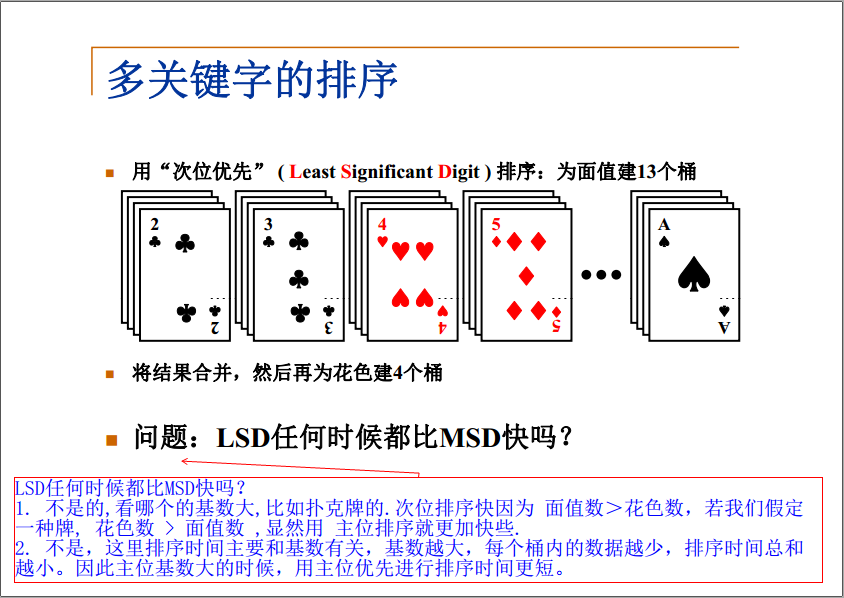 多关键字的排序
用“次位优先” ( Least Significant Digit ) 排序：为面值建13个桶
2 3 4 5 A
2 3 4 5 A
将结果合并，然后再为花色建4个桶
问题：LSD任何时候都比MSD快吗？
LSD任何时候都比MSD快吗？
1. 不是的,看哪个的基数大,比如扑克牌的.次位排序快因为 面值数＞花色数，若我们假定
一种牌, 花色数 > 面值数 ,显然用 主位排序就更加快些.
2. 不是，这里排序时间主要和基数有关，基数越大，每个桶内的数据越少，排序时间总和
越小。因此主位基数大的时候，用主位优先进行排序时间更短。